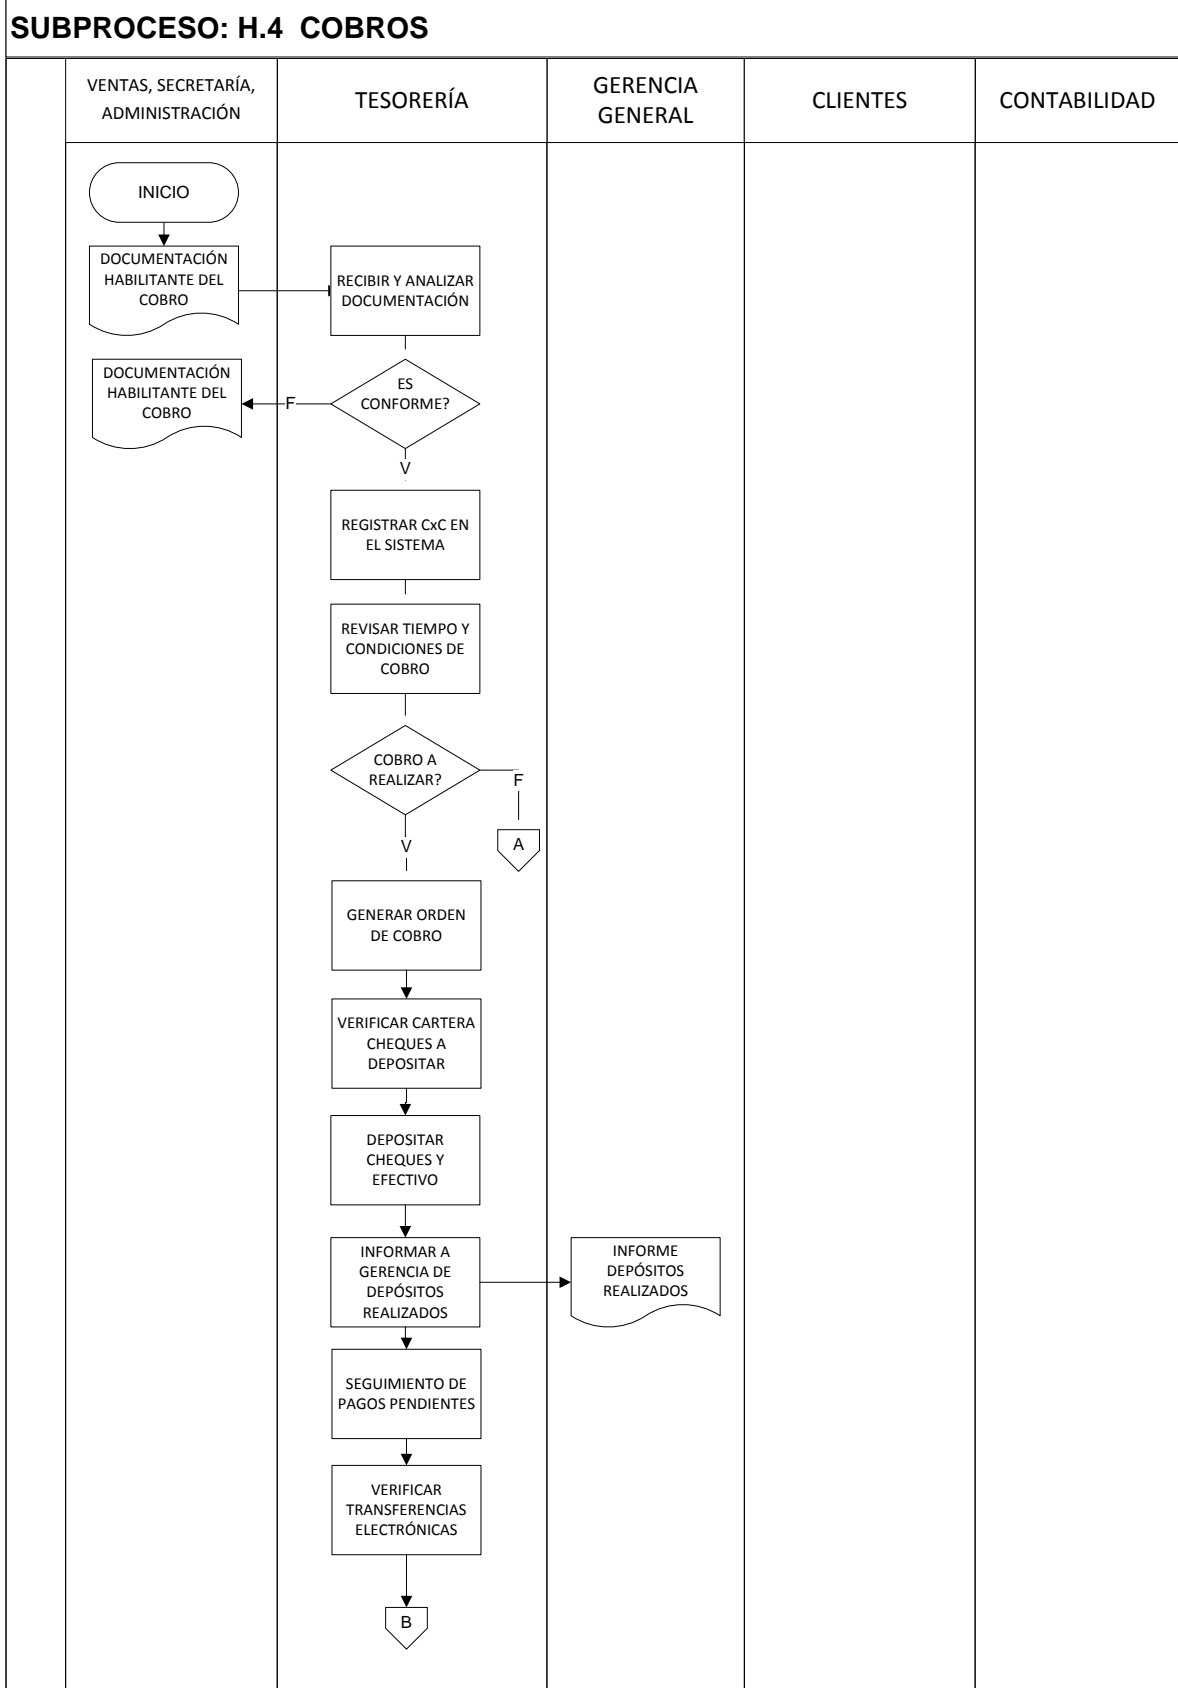 SUBPROCESO: H.4 COBROS
VENTAS, SECRETARÍA,
ADMINISTRACIÓN
TESORERÍA
GERENCIA
GENERAL
CLIENTES
CONTABILIDAD
INICIO
DOCUMENTACIÓN
HABILITANTE DEL
COBRO
RECIBIR Y ANALIZAR
DOCUMENTACIÓN
DOCUMENTACIÓN
HABILITANTE DEL
COBRO
F
ES
CONFORME?
V
REGISTRAR CxC EN
EL SISTEMA
REVISAR TIEMPO Y
CONDICIONES DE
COBRO
COBRO A
REALIZAR?
F
V
A
GENERAR ORDEN
DE COBRO
VERIFICAR CARTERA
CHEQUES A
DEPOSITAR
DEPOSITAR
CHEQUES Y
EFECTIVO
INFORMAR A
GERENCIA DE
DEPÓSITOS
REALIZADOS
INFORME
DEPÓSITOS
REALIZADOS
SEGUIMIENTO DE
PAGOS PENDIENTES
VERIFICAR
TRANSFERENCIAS
ELECTRÓNICAS
B